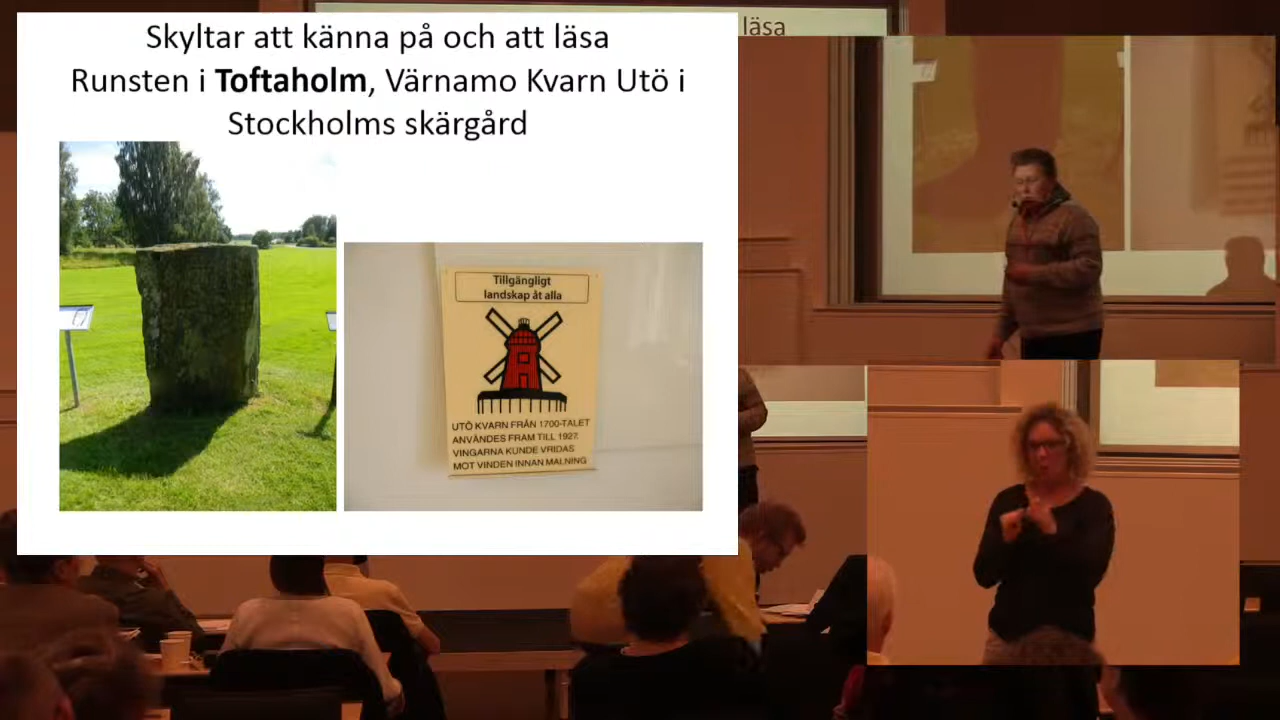 Skyltar att känna på och att läsa
Runsten i Toftaholm, Värnamo Kvarn Utö i
Stockholms skärgård
Tillgängligt
landskap åt alla
UTÖ KVARN FRÅN 1700-TALET
ANVÄNDES FRAM TILL 1927.
VINGARNA KUNDE VRIDAS
MOT VINDEN INNAN MALNING
läsa